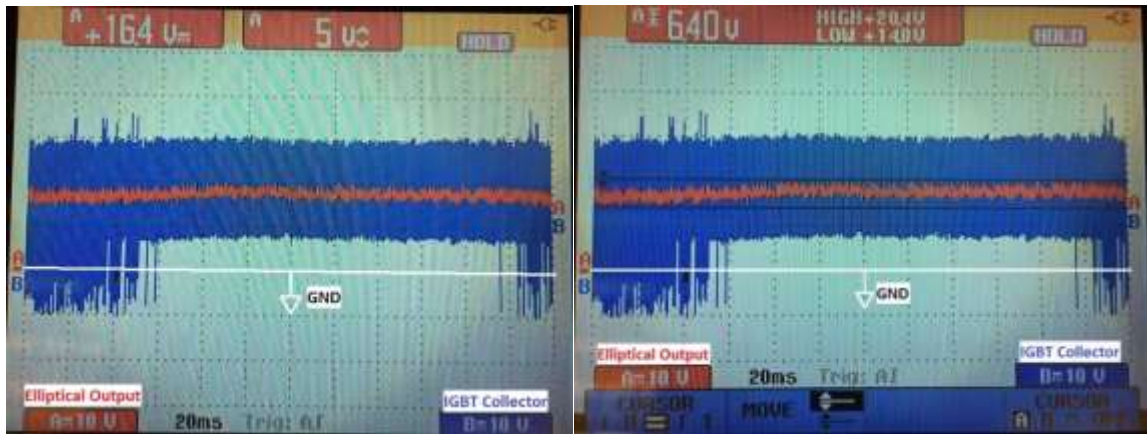 A +16.4 V
A 5 V
HOLD
A
B
A
B
GND
Elliptical Output
IGBT Collector
A=10 V
20ms
Trig: A
B=10 V
A 6.40 V
HIGH +20.4V
LOW +14.0V
HOLD
A
B
A
B
GND
Elliptical Output
IGBT Collector
A=10 V
20ms
Trig: A
B=10 V
CURSOR
MOVE
CURSOR